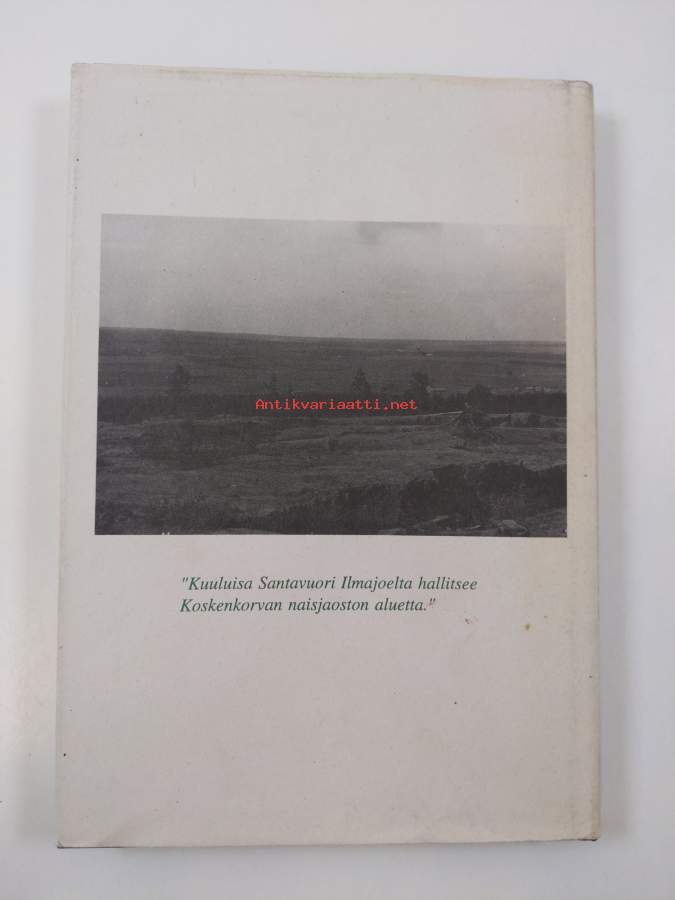 Antikvariaatti.net
"Kuuluisa Santavuori Ilmajoelta hallitsee
Koskenkorvan naisjaoston aluetta."